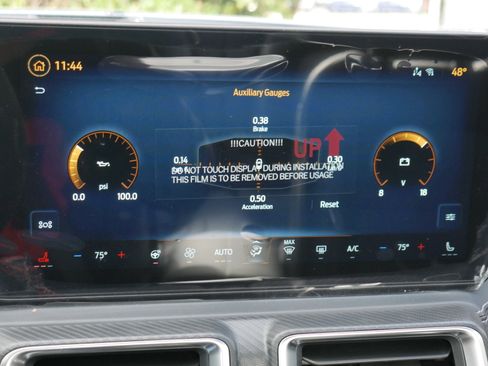 11:44
48°
Auxiliary Gauges
0.38
Brake
!!!CAUTION!!!
UP
0.14
0
0.30
DO NOT TOUCH DISPLAY DURING INSTALLATION
THIS FILM IS TO BE REMOVED BEFORE USAGE
psi
V
0.0 100.0
8 18
0.50
Acceleration
Reset
MAX
- 75° +
AUTO
A/C
- 75° +